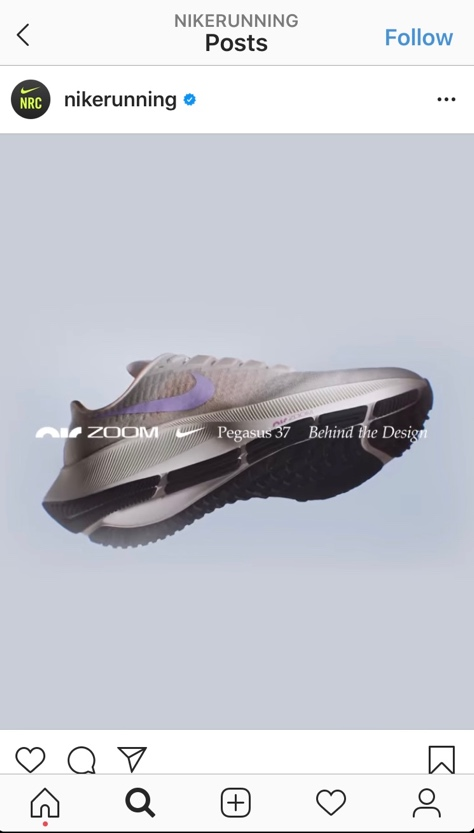 NIKERUNNING
Posts
Follow
NRC
nikerunning
AIR ZOOM Pegasus 37 Behind the Design